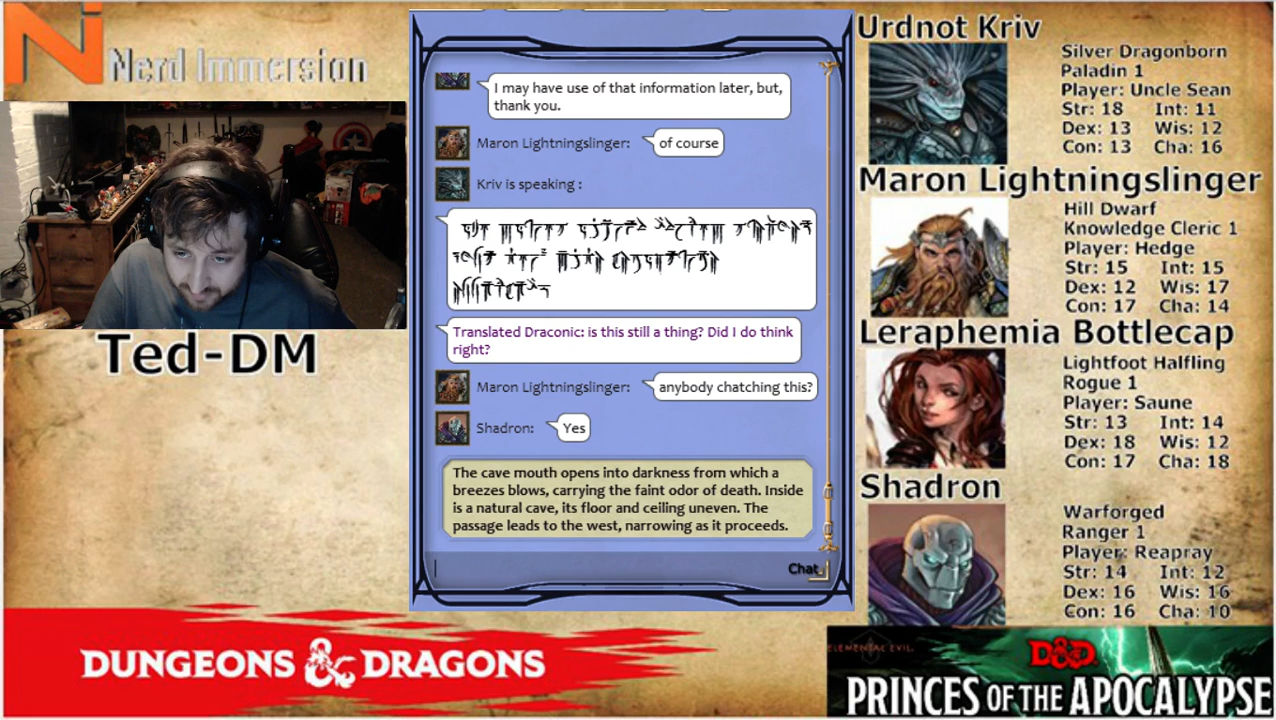 Nerd Immersion
Ted-DM
DUNGEONS & DRAGONS
I may have use of that information later, but,
thank you.
Maron Lightningslinger: of course
Kriv is speaking :
Translated Draconic: is this still a thing? Did I do think
right?
Maron Lightningslinger: anybody chatching this?
Shadron: Yes
The cave mouth opens into darkness from which a
breezes blows, carrying the faint odor of death. Inside
is a natural cave, its floor and ceiling uneven. The
passage leads to the west, narrowing as it proceeds.
Chat
Urdnot Kriv
Silver Dragonborn
Paladin 1
Player: Uncle Sean
Str: 18 Int: 11
Dex: 13 Wis: 12
Con: 13 Cha: 16
Maron Lightningslinger
Hill Dwarf
Knowledge Cleric 1
Player: Hedge
Str: 15 Int: 15
Dex: 12 Wis: 17
Con: 17 Cha: 14
Leraphemia Bottlecap
Lightfoot Halfling
Rogue 1
Player: Saune
Str: 13 Int: 14
Dex: 18 Wis: 12
Con: 17 Cha: 18
Shadron
Warforged
Ranger 1
Player: Reapray
Str: 14 Int: 12
Dex: 16 Wis: 16
Con: 16 Cha: 10
ELEMENTAL EVIL
D&D
PRINCES OF THE APOCALYPSE